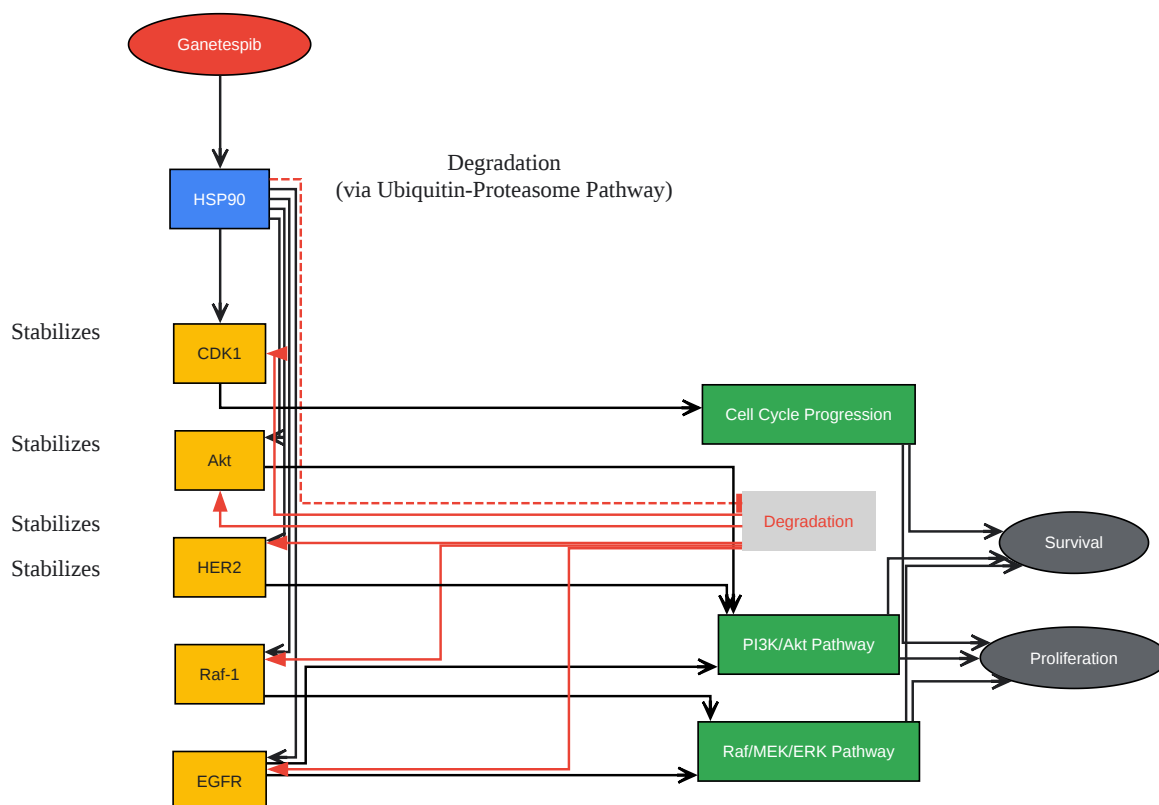 Ganetespib
Degradation
(via Ubiquitin-Proteasome Pathway)
HSP90
Stabilizes
CDK1
Cell Cycle Progression
Stabilizes
Akt
Stabilizes
Degradation
Survival
Stabilizes
HER2
PI3K/Akt Pathway
Proliferation
Raf-1
Raf/MEK/ERK Pathway
EGFR